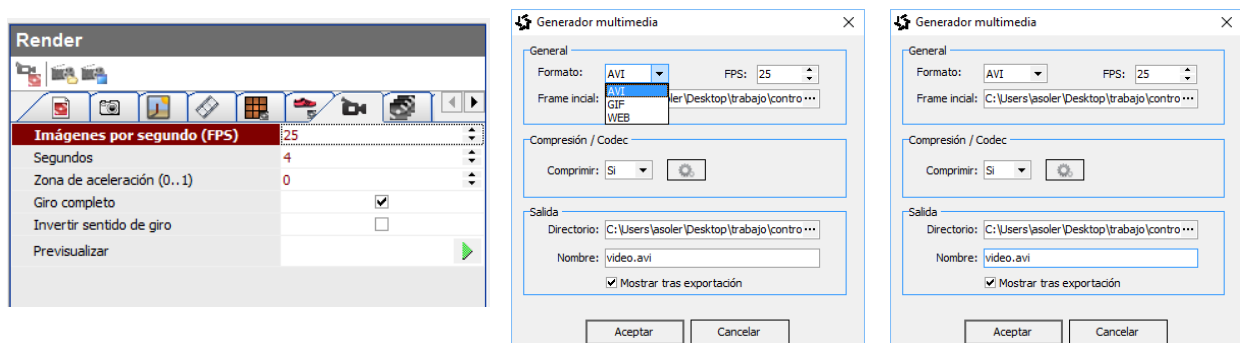 Render
Imágenes por segundo (FPS) 25
Segundos 4
Zona de aceleración (0..1) 0
Giro completo
Invertir sentido de giro
Previsualizar
Generador multimedia
General
Formato: AVI FPS: 25
AVI
GIF
WEB
Frame incial: oler\Desktop\trabajo\contro ...
Compresión / Codec
Comprimir: Si
Salida
Directorio: C:\Users\asoler\Desktop\trabajo\contro ...
Nombre: video.avi
Mostrar tras exportación
Aceptar Cancelar
Generador multimedia
General
Formato: AVI FPS: 25
Frame incial: C:\Users\asoler\Desktop\trabajo\contro ...
Compresión / Codec
Comprimir: Si
Salida
Directorio: C:\Users\asoler\Desktop\trabajo\contro ...
Nombre: video.avi
Mostrar tras exportación
Aceptar Cancelar